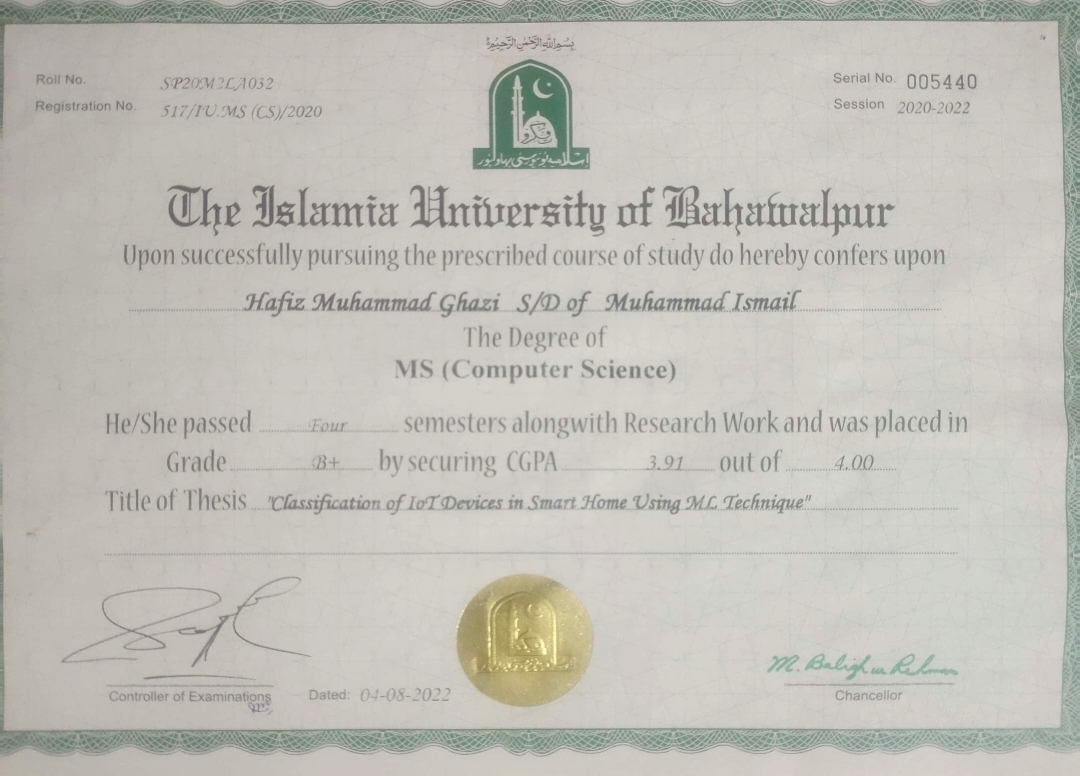 بسم الله الرحمن الرحیم
Roll No. SP20M2LA032
Serial No. 005440
Registration No. 517/IU.MS (CS)/2020
Session 2020-2022
اسلامیہ یونیورسٹی بہاولپور
The Islamia University of Bahawalpur
Upon successfully pursuing the prescribed course of study do hereby confers upon
Hafiz Muhammad Ghazi S/D of Muhammad Ismail
The Degree of
MS (Computer Science)
He/She passed Four semesters alongwith Research Work and was placed in
Grade B+ by securing CGPA 3.91 out of 4.00
Title of Thesis "Classification of IoT Devices in Smart Home Using ML Technique"
M. Baligh ur Rehman
Controller of Examinations
Dated: 04-08-2022
Chancellor